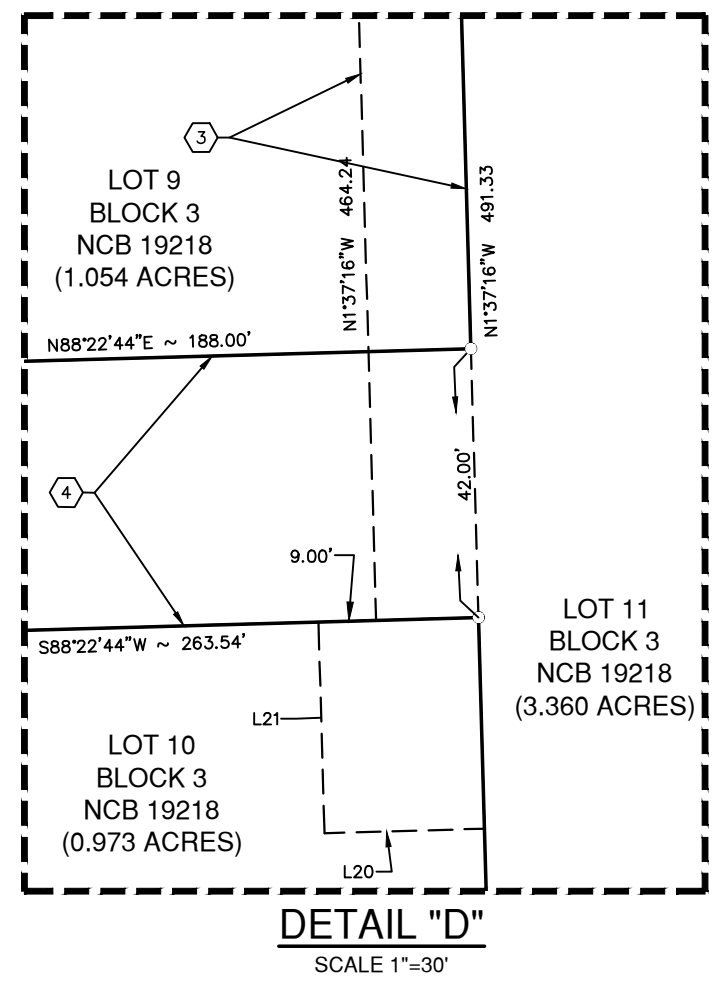 3
LOT 9
BLOCK 3
NCB 19218
(1.054 ACRES)
N1°37'16"W 464.24
N1°37'16"W 491.33
N88°22'44"E ~ 188.00'
4
42.00'
9.00'
S88°22'44"W ~ 263.54'
LOT 11
BLOCK 3
NCB 19218
(3.360 ACRES)
L21
LOT 10
BLOCK 3
NCB 19218
(0.973 ACRES)
L20
DETAIL "D"
SCALE 1"=30'